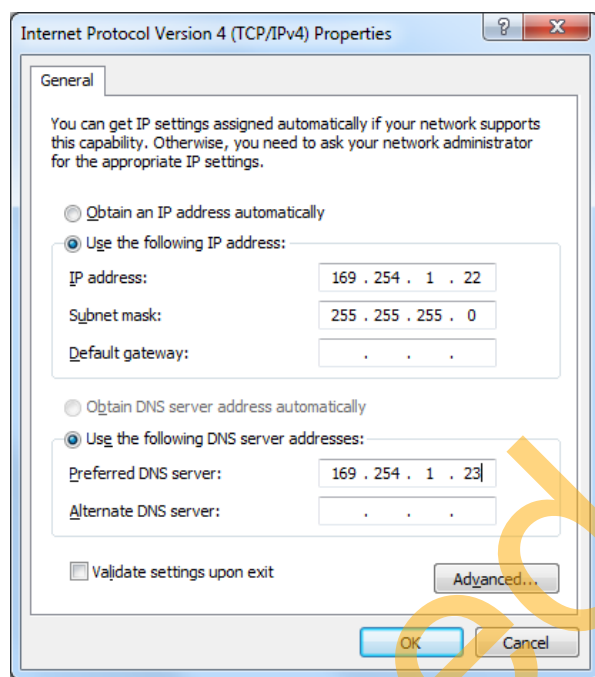 Internet Protocol Version 4 (TCP/IPv4) Properties
?
General
You can get IP settings assigned automatically if your network supports
this capability. Otherwise, you need to ask your network administrator
for the appropriate IP settings.
Obtain an IP address automatically
Use the following IP address:
IP address: 169 . 254 . 1 . 22
Subnet mask: 255 . 255 . 255 . 0
Default gateway: . . .
Obtain DNS server address automatically
Use the following DNS server addresses:
Preferred DNS server: 169 . 254 . 1 . 23
Alternate DNS server: . . .
Validate settings upon exit
Advanced...
OK Cancel